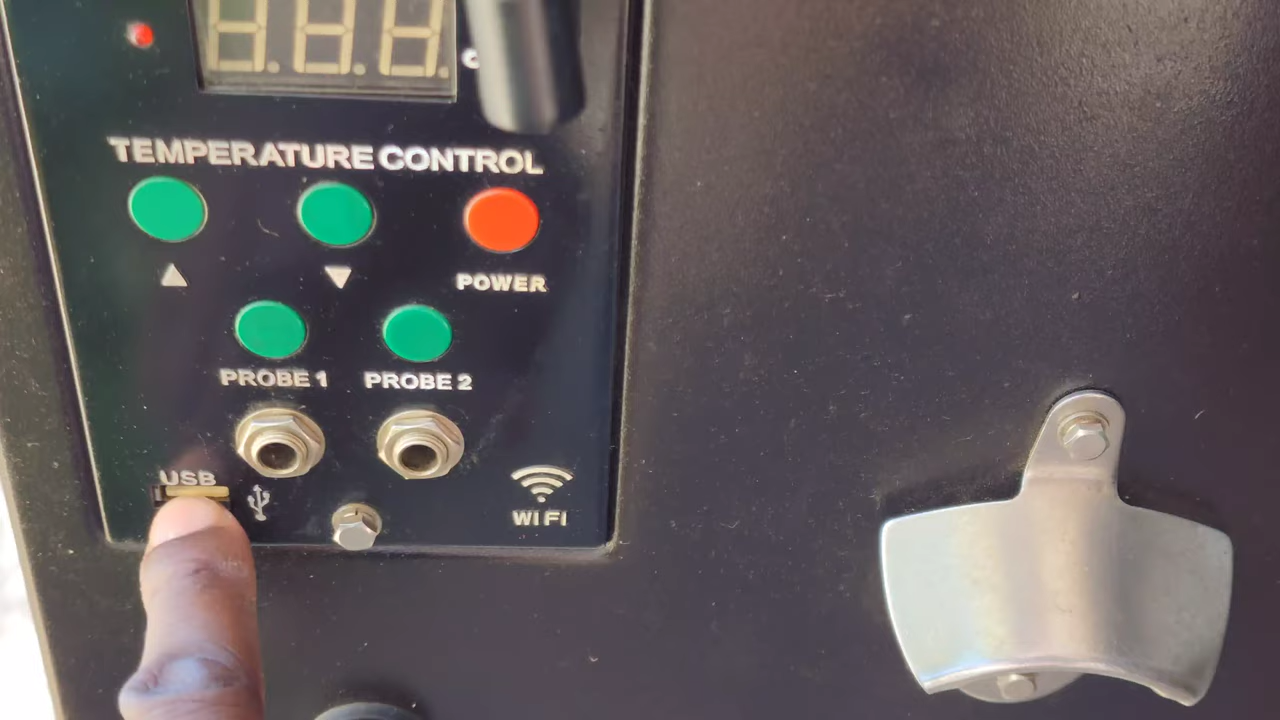 TEMPERATURE CONTROL
POWER
PROBE 1 PROBE 2
USB
WI FI